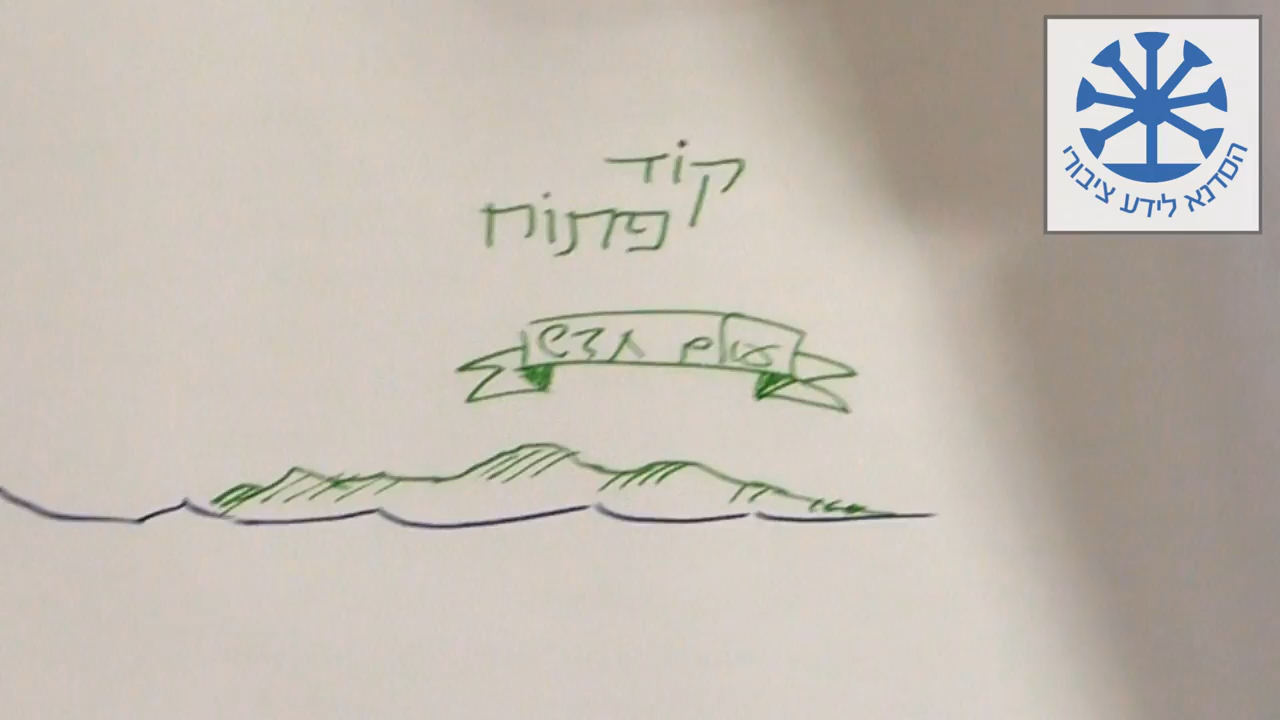 קוד
פתוח
עולם חדש
הסדנא לידע ציבורי